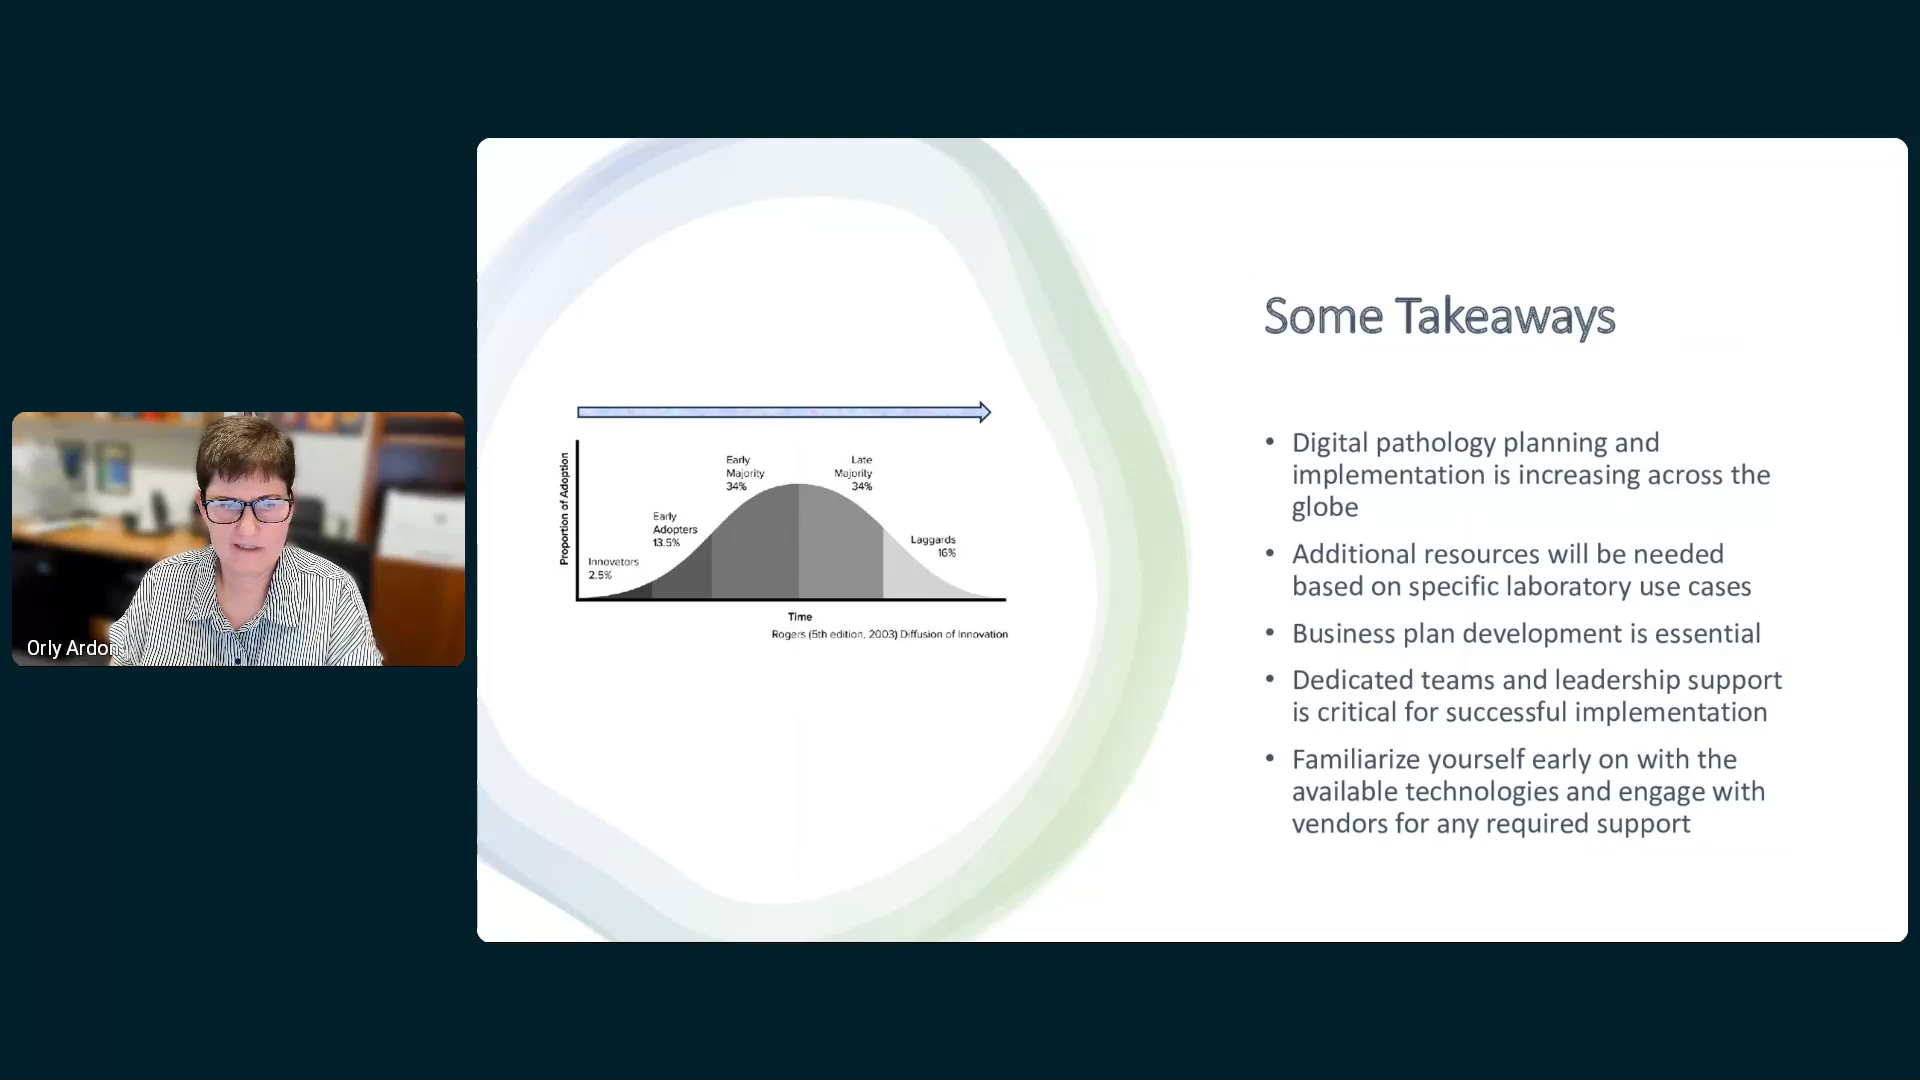 Orly Ardon
Some Takeaways
• Digital pathology planning and
implementation is increasing across the
globe
• Additional resources will be needed
based on specific laboratory use cases
• Business plan development is essential
• Dedicated teams and leadership support
is critical for successful implementation
• Familiarize yourself early on with the
available technologies and engage with
vendors for any required support
Proportion of Adoption
Innovators
2.5%
Early
Adopters
13.5%
Early
Majority
34%
Late
Majority
34%
Laggards
16%
Time
Rogers (5th edition, 2003) Diffusion of Innovation